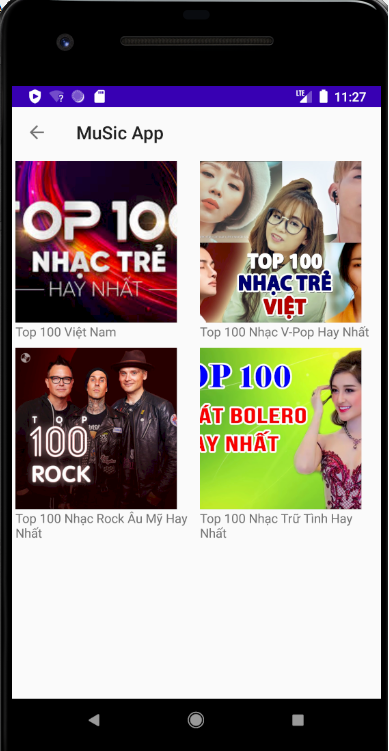 LTE 11:27
MuSic App
TOP 100
NHẠC TRẺ
HAY NHẤT
Top 100 Việt Nam
TOP 100
NHẠC TRẺ
VIỆT
Top 100 Nhạc V-Pop Hay Nhất
TOP
100
ROCK
Top 100 Nhạc Rock Âu Mỹ Hay
Nhất
OP 100
ÁT BOLERO
AY NHẤT
Top 100 Nhạc Trữ Tình Hay
Nhất